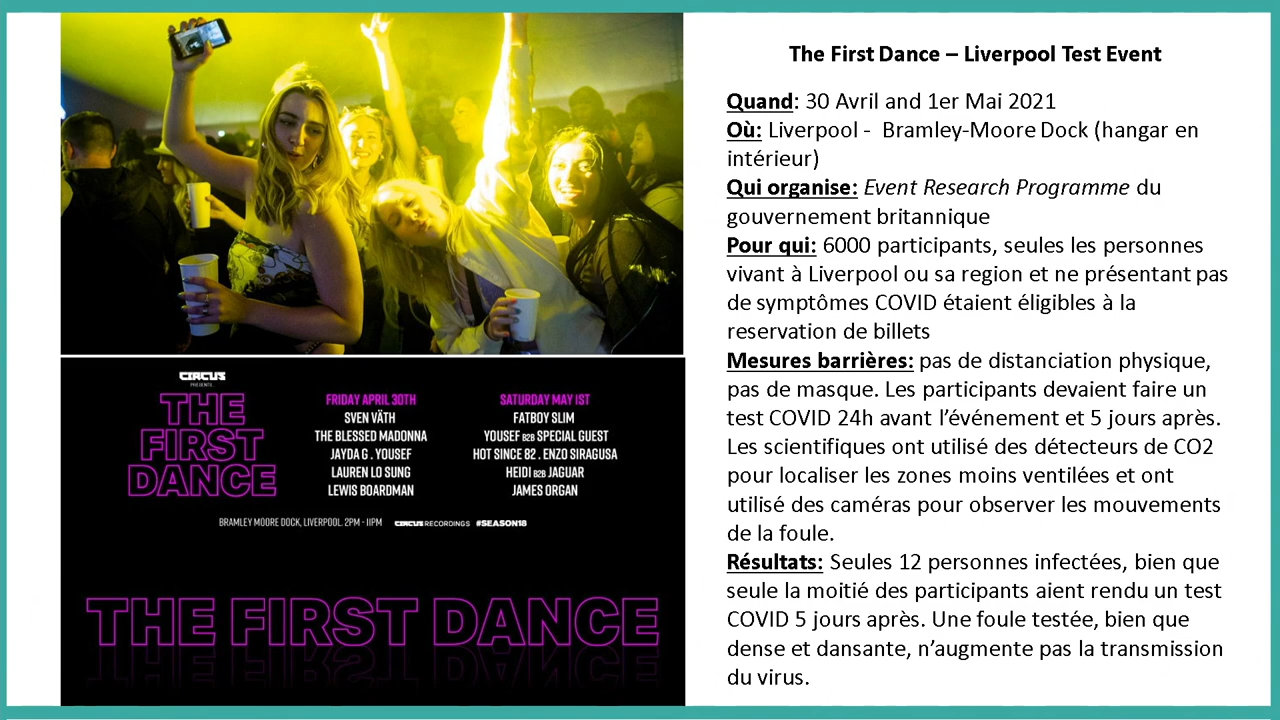 The First Dance – Liverpool Test Event
Quand: 30 Avril and 1er Mai 2021
Où: Liverpool - Bramley-Moore Dock (hangar en
intérieur)
Qui organise: Event Research Programme du
gouvernement britannique
Pour qui: 6000 participants, seules les personnes
vivant à Liverpool ou sa region et ne présentant pas
de symptômes COVID étaient éligibles à la
reservation de billets
Mesures barrières: pas de distanciation physique,
pas de masque. Les participants devaient faire un
test COVID 24h avant l’événement et 5 jours après.
Les scientifiques ont utilisé des détecteurs de CO2
pour localiser les zones moins ventilées et ont
utilisé des caméras pour observer les mouvements
de la foule.
Résultats: Seules 12 personnes infectées, bien que
seule la moitié des participants aient rendu un test
COVID 5 jours après. Une foule testée, bien que
dense et dansante, n’augmente pas la transmission
du virus.
CIRCUS
PRESENTS
THE
FIRST
DANCE
FRIDAY APRIL 30TH
SVEN VÄTH
THE BLESSED MADONNA
JAYDA G . YOUSEF
LAUREN LO SUNG
LEWIS BOARDMAN
SATURDAY MAY 1ST
FATBOY SLIM
YOUSEF B2B SPECIAL GUEST
HOT SINCE 82 . ENZO SIRAGUSA
HEIDI B2B JAGUAR
JAMES ORGAN
BRAMLEY MOORE DOCK, LIVERPOOL. 2PM - 11PM CIRCUS RECORDINGS #SEASON18
THE FIRST DANCE